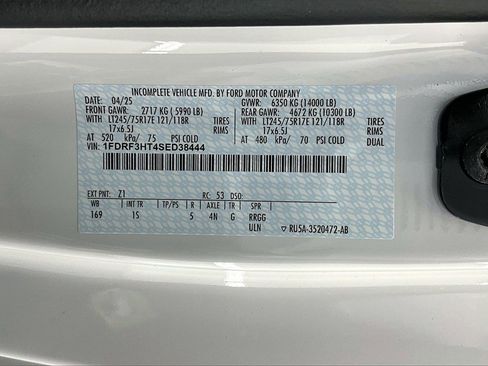 INCOMPLETE VEHICLE MFD. BY FORD MOTOR COMPANY
DATE: 04/25 GVWR: 6350 KG (14000 LB)
FRONT GAWR: 2717 KG ( 5990 LB) REAR GAWR: 4672 KG (10300 LB)
LT245/75R17E 121/118R TIRES WITH LT245/75R17E 121/118R TIRES
17x6.5J RIMS 17x6.5J RIMS
AT 520 kPa/ 75 PSI COLD AT 480 kPa/ 70 PSI COLD
VIN: 1FDRF3HT4SED38444
EXT PNT: Z1 RC: 53 DSO:
WB INT TR TP/PS R AXLE TR SPR
169 1S 5 4N G RRGG
ULN ▽ RU5A-3520472-AB